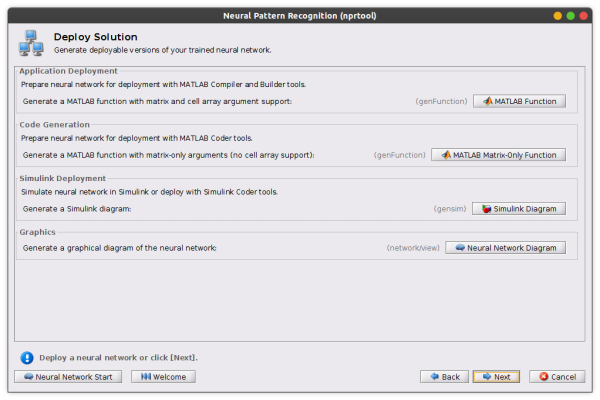 Neural Pattern Recognition (nprtool)
Deploy Solution
Generate deployable versions of your trained neural network.
Application Deployment
Prepare neural network for deployment with MATLAB Compiler and Builder tools.
Generate a MATLAB function with matrix and cell array argument support: (genFunction) MATLAB Function
Code Generation
Prepare neural network for deployment with MATLAB Coder tools.
Generate a MATLAB function with matrix-only arguments (no cell array support): (genFunction) MATLAB Matrix-Only Function
Simulink Deployment
Simulate neural network in Simulink or deploy with Simulink Coder tools.
Generate a Simulink diagram: (gensim) Simulink Diagram
Graphics
Generate a graphical diagram of the neural network: (network/view) Neural Network Diagram
Deploy a neural network or click [Next].
Neural Network Start Welcome Back Next Cancel